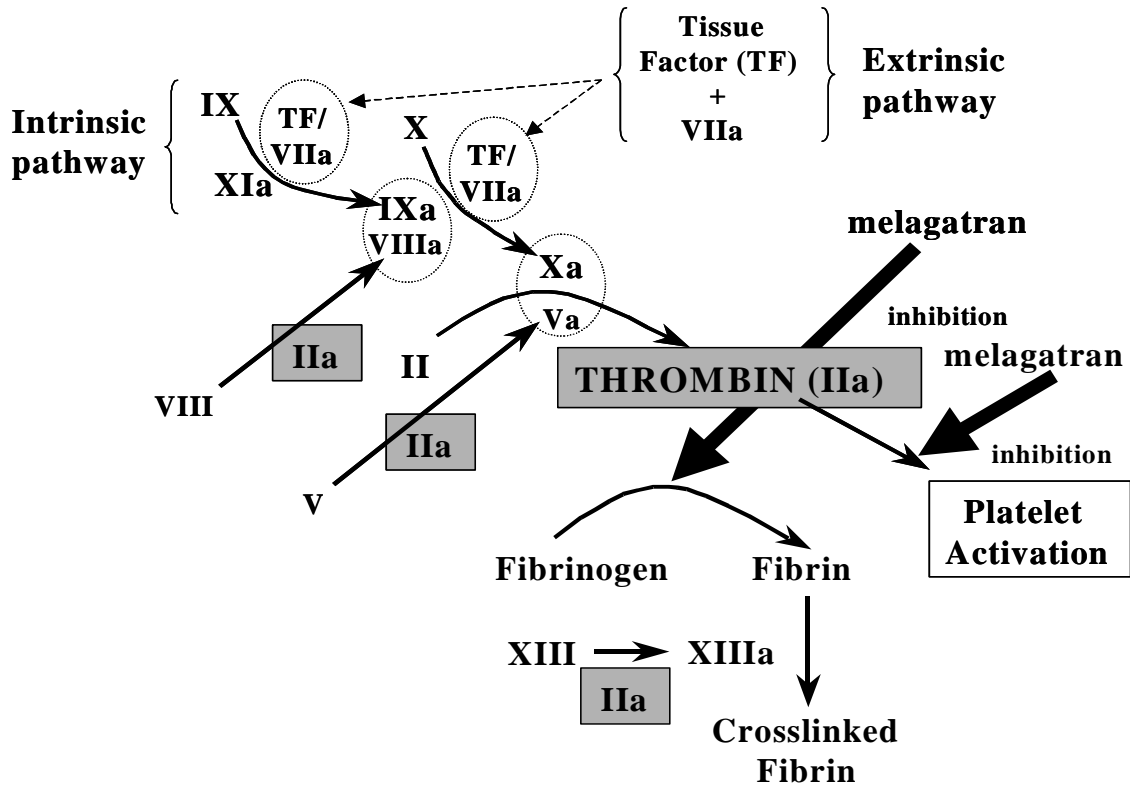 Tissue
Factor (TF)
+
VIIa
Extrinsic
pathway
Intrinsic
pathway
IX
TF/
VIIa
XIa
X
TF/
VIIa
IXa
VIIIa
melagatran
Xa
Va
inhibition
melagatran
IIa
II
THROMBIN (IIa)
VIII
IIa
V
inhibition
Platelet
Activation
Fibrinogen
Fibrin
XIII
XIIIa
IIa
Crosslinked
Fibrin